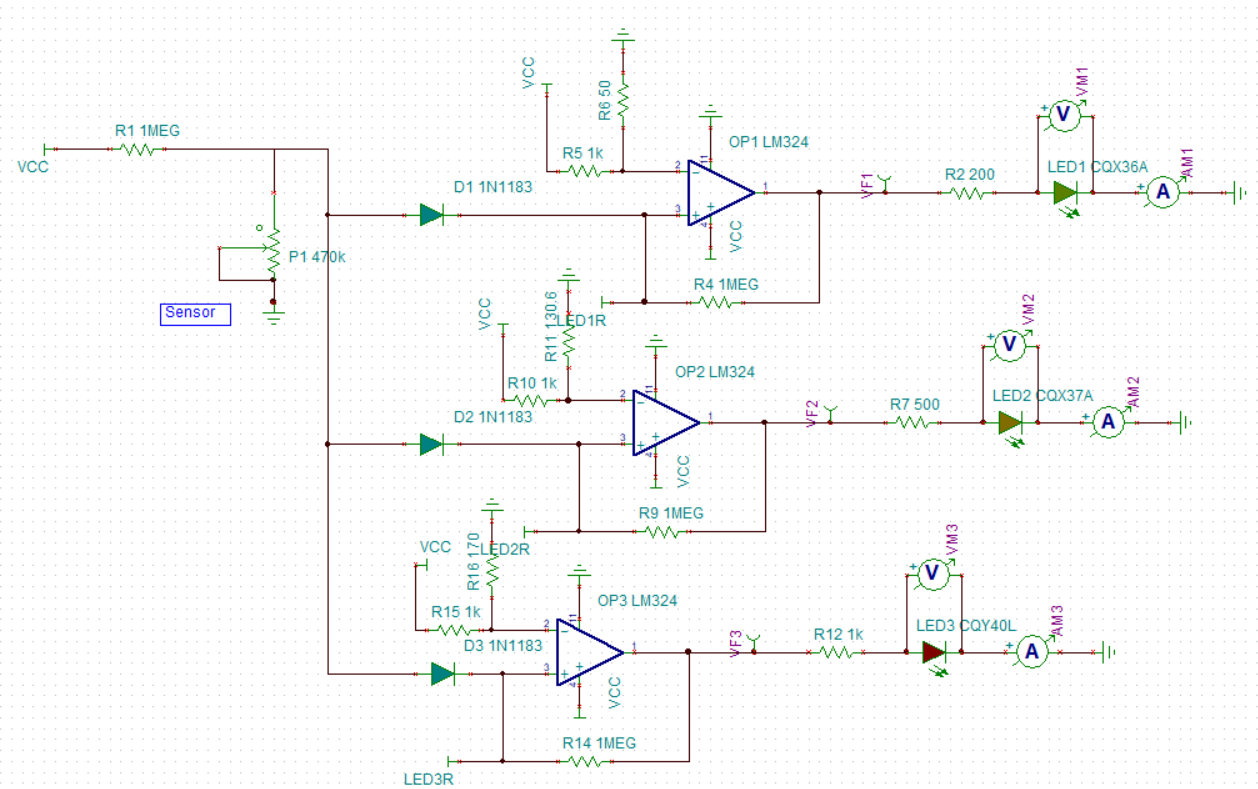 VCC
R1 1MEG
P1 470k
Sensor
VCC
R6 50
R5 1k
D1 1N1183
2
3
11
4
1
OP1 LM324
VCC
R4 1MEG
LED1R
VF1
R2 200
VM1
+
V
LED1 CQX36A
AM1
+
A
VCC
R11 130.6
R10 1k
D2 1N1183
2
3
11
4
1
OP2 LM324
VCC
R9 1MEG
LED2R
VF2
R7 500
VM2
+
V
LED2 CQX37A
AM2
+
A
VCC
R16 170
R15 1k
D3 1N1183
2
3
11
4
1
OP3 LM324
VCC
R14 1MEG
LED3R
VF3
R12 1k
VM3
+
V
LED3 CQY40L
AM3
+
A